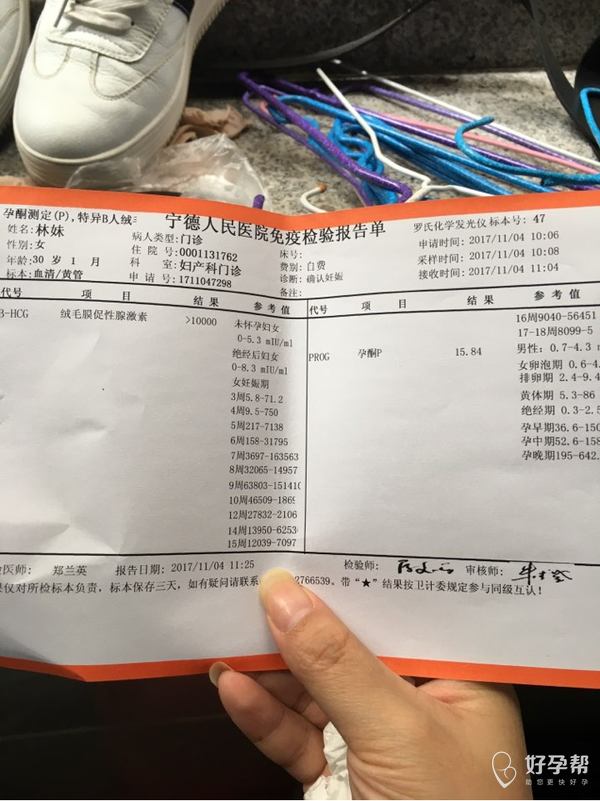 孕酮测定(P),特异B人绒
宁德人民医院免疫检验报告单
罗氏化学发光仪 标本号: 47
姓名:林妹
病人类型:门诊
床号:
申请时间: 2017/11/04 10:06
性别:女
住 院 号:0001131762
费别:自费
采样时间: 2017/11/04 10:08
年龄:30 岁 1 月
科 室:妇产科门诊
诊断:确认妊娠
接收时间: 2017/11/04 11:04
标本:血清/黄管
申 请 号:1711047298
备注:
代号 项 目 结 果 参 考 值
B-HCG 绒毛膜促性腺激素 >10000 未怀孕妇女
0-5.3 mIU/ml
绝经后妇女
0-8.3 mIU/ml
女妊娠期
3周5.8-71.2
4周9.5-750
5周217-7138
6周158-31795
7周3697-163563
8周32065-14957
9周63803-151410
10周46509-1869
12周27832-2106
14周13950-6253
15周12039-7097
代号 项 目 结 果 参 考 值
16周9040-56451
17-18周8099-5
PROG 孕酮P 15.84 男性: 0.7-4.3
女卵泡期 0.6-4.
排卵期 2.4-9.4
黄体期 5.3-86
绝经期 0.3-2.5
孕早期36.6-150
孕中期52.6-158
孕晚期195-642.
检医师: 郑兰英 报告日期: 2017/11/04 11:25 检验师: 审核师:
果仅对所检标本负责,标本保存三天,如有疑问请联系 2766539。带“★”结果按卫计委规定参与同级互认!
好孕帮
助您更快好孕